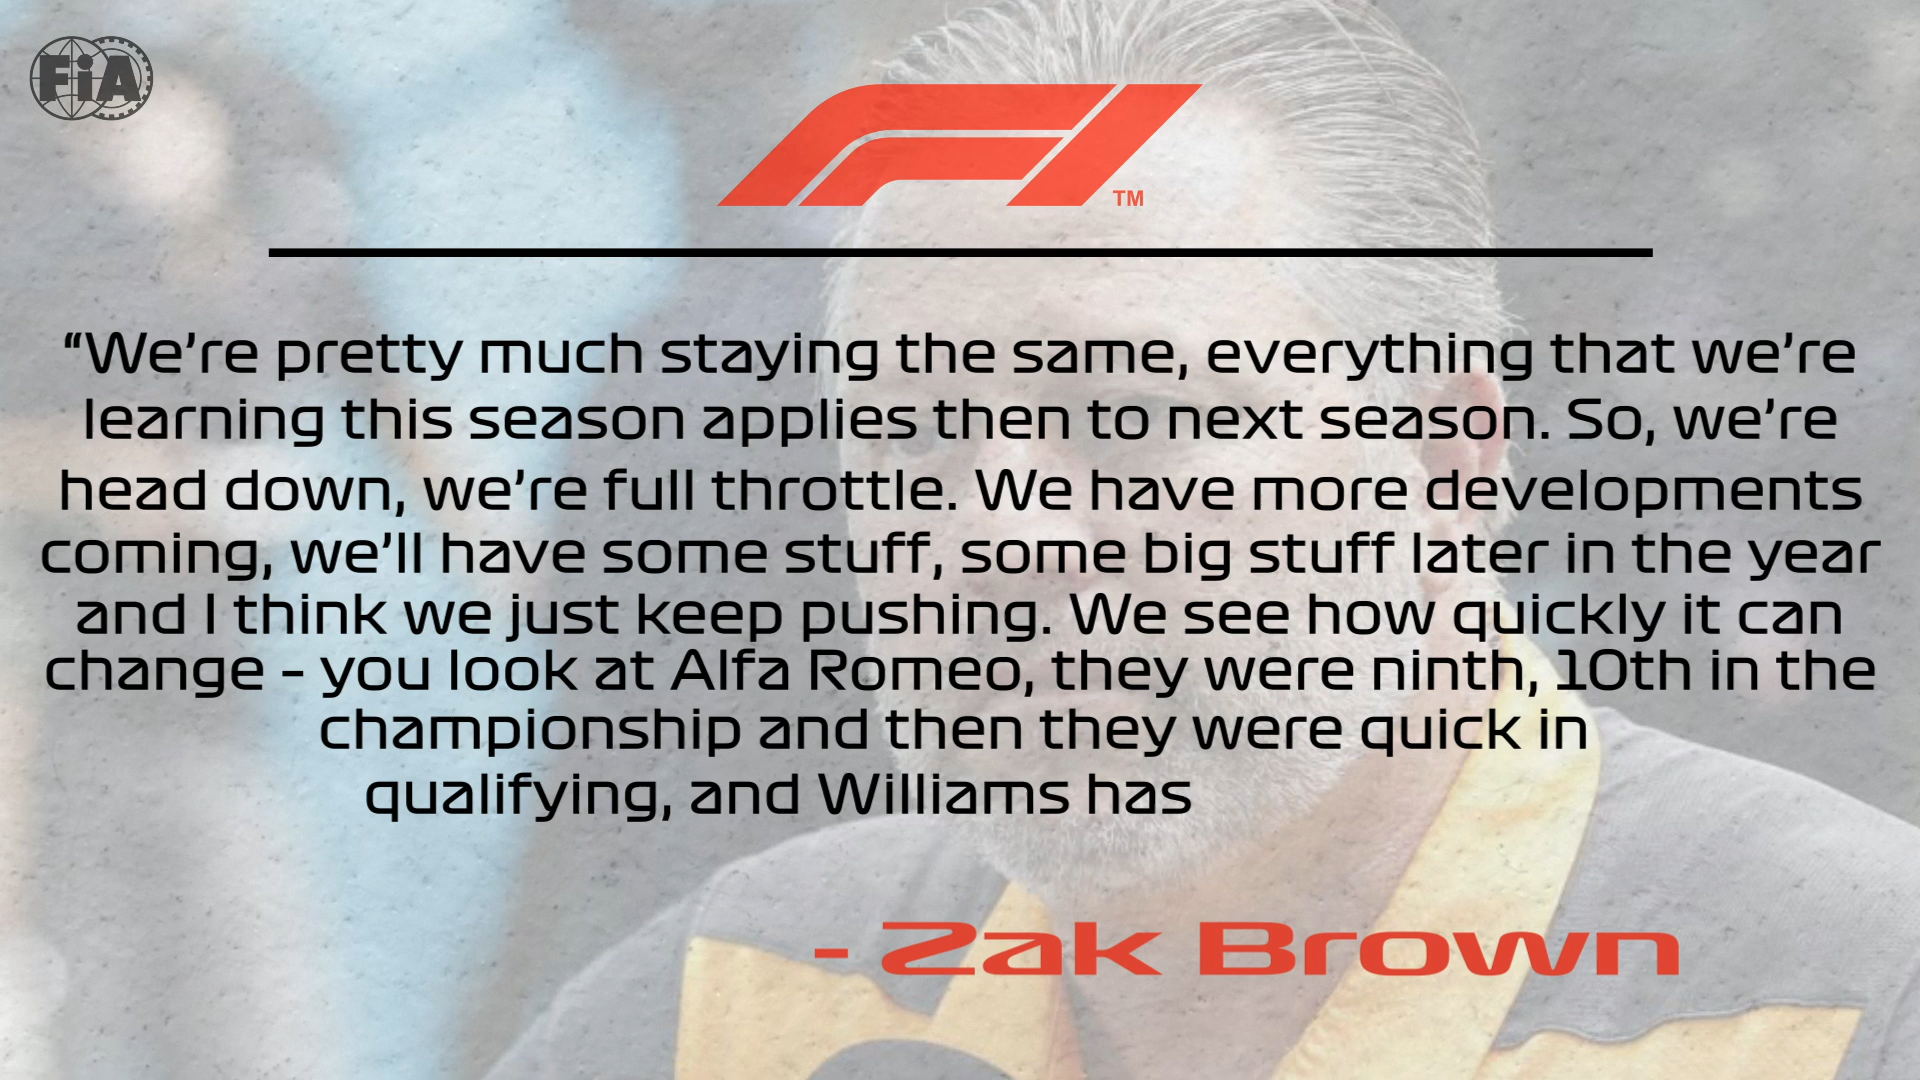 FiA
F1
TM
“We’re pretty much staying the same, everything that we’re
learning this season applies then to next season. So, we’re
head down, we’re full throttle. We have more developments
coming, we’ll have some stuff, some big stuff later in the year
and I think we just keep pushing. We see how quickly it can
change - you look at Alfa Romeo, they were ninth, 10th in the
championship and then they were quick in
qualifying, and Williams has
- Zak Brown